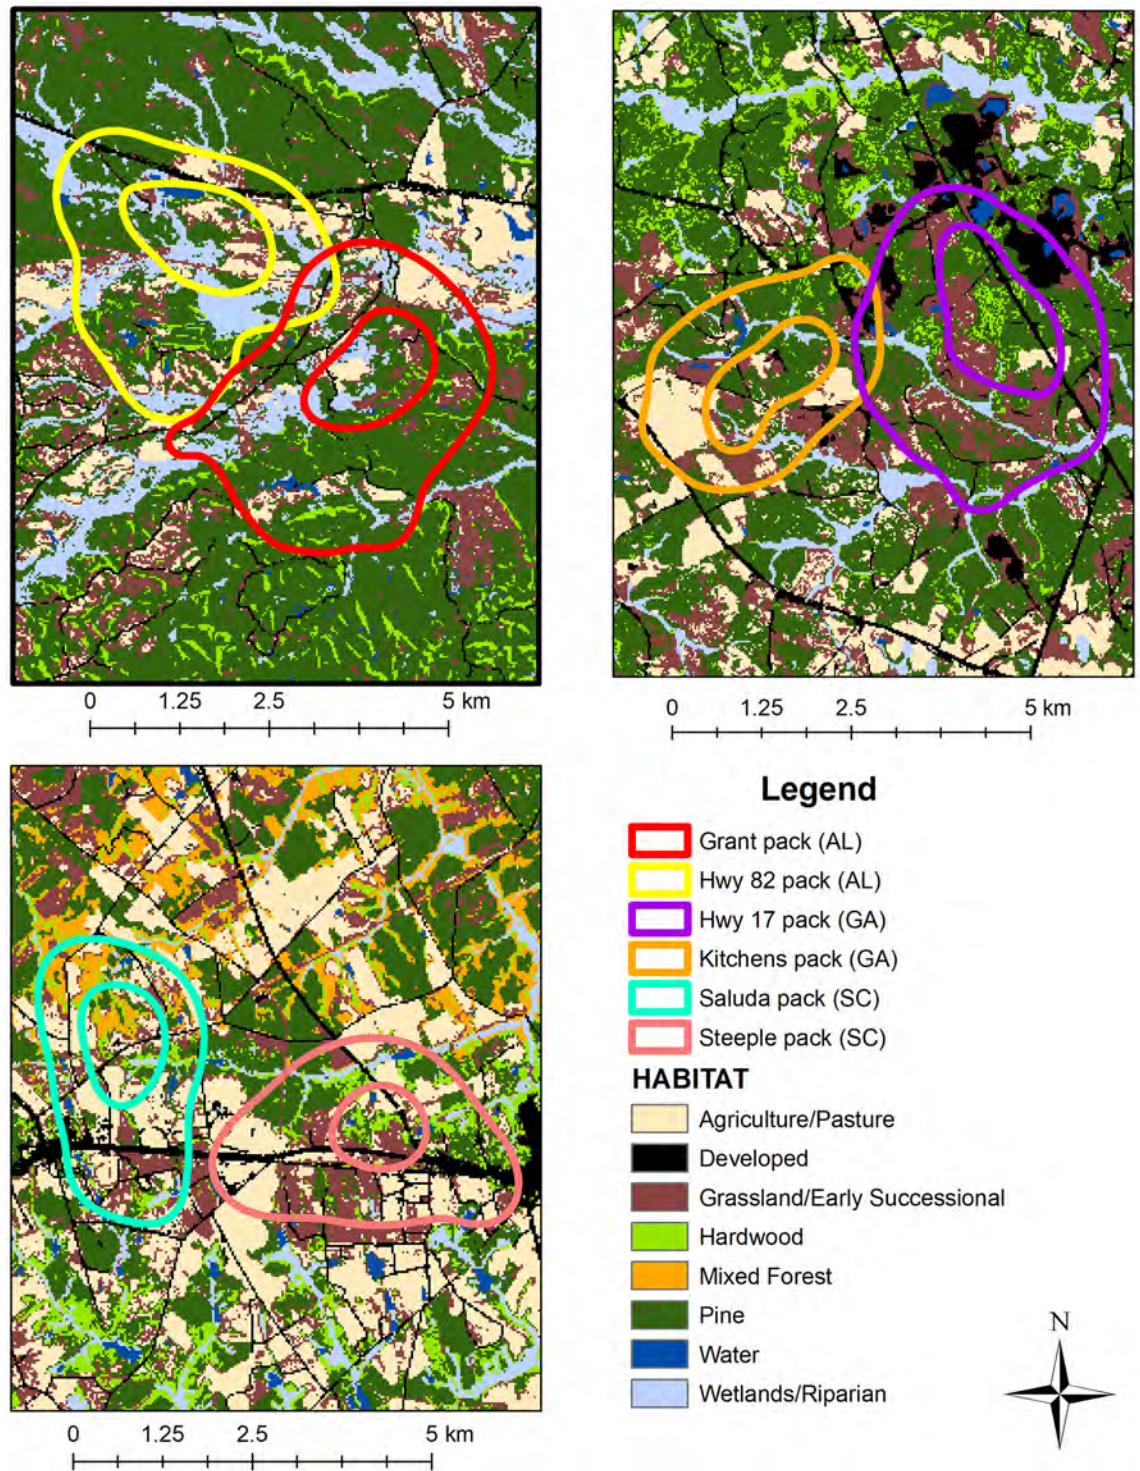 0 1.25 2.5 5 km
0 1.25 2.5 5 km
Legend
Grant pack (AL)
Hwy 82 pack (AL)
Hwy 17 pack (GA)
Kitchens pack (GA)
Saluda pack (SC)
Steeple pack (SC)
HABITAT
Agriculture/Pasture
Developed
Grassland/Early Successional
Hardwood
Mixed Forest
Pine
Water
Wetlands/Riparian
N
0 1.25 2.5 5 km